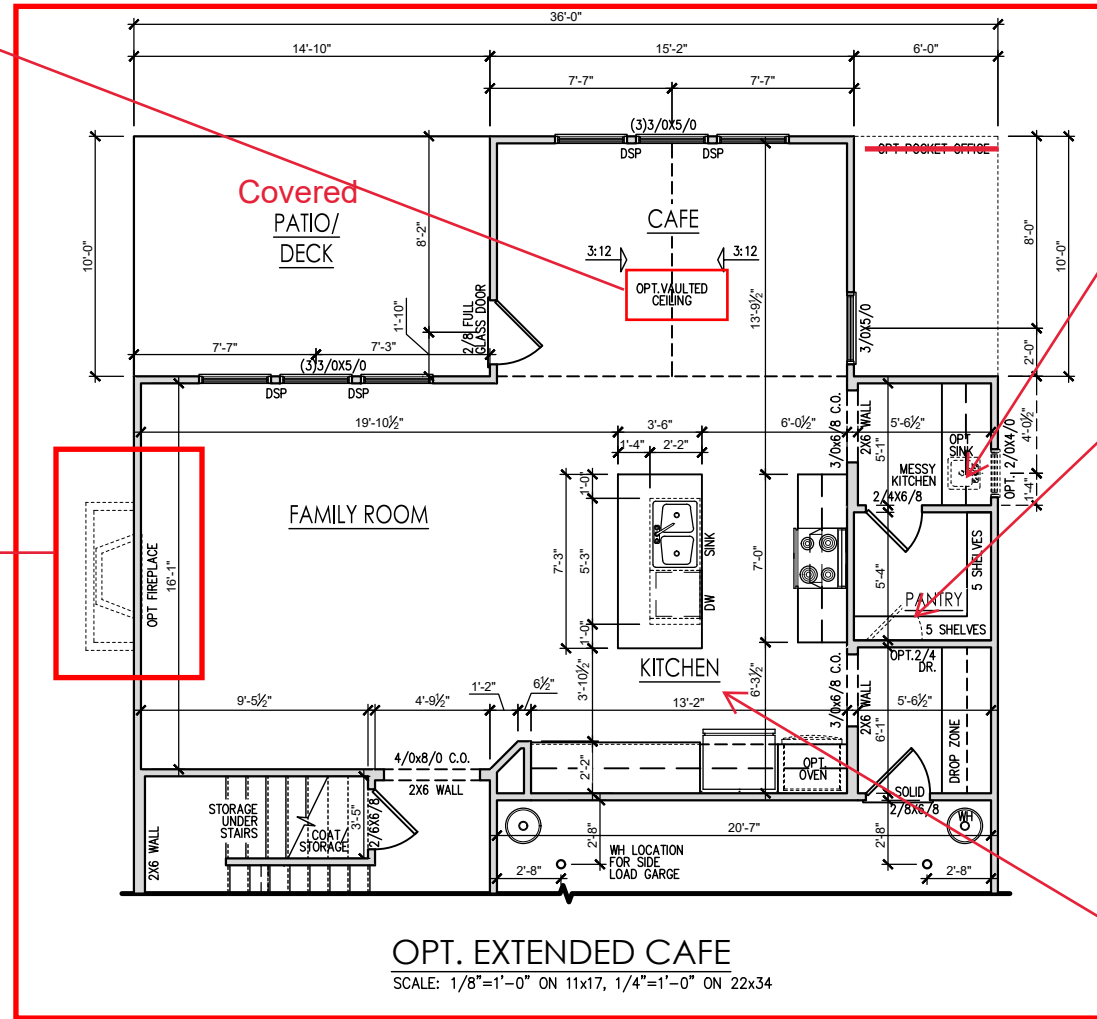 36'-0"
14'-10"
15'-2"
6'-0"
7'-7"
7'-7"
(3)3/0X5/0
DSP
DSP
OPT POCKET OFFICE
Covered
PATIO/
DECK
10'-0"
8'-2"
1'-10"
CAFE
3:12
3:12
OPT.VAULTED
CEILING
13'-9½"
8'-0"
10'-0"
2'-0"
2/8 FULL
GLASS DOOR
3/0X5/0
7'-7"
7'-3"
(3)3/0X5/0
DSP
DSP
19'-10½"
3'-6"
1'-4"
2'-2"
6'-0½"
3/0x6/8 C.O.
2X6 WALL
5'-6½"
5'-1"
OPT
SINK
MESSY
KITCHEN
OPT. 2/0X4/0
4'-0½"
1'-4"
2/4X6/8
FAMILY ROOM
OPT FIREPLACE
16'-1"
7'-3"
1'-0"
5'-3"
1'-0"
SINK
DW
7'-0"
5'-4"
5 SHELVES
PANTRY
5 SHELVES
OPT.2/4
DR.
KITCHEN
3'-10½"
6'-3½"
3/0x6/8 C.O.
2X6 WALL
5'-6½"
6'-1"
DROP ZONE
9'-5½"
4'-9½"
1'-2"
6½"
13'-2"
4/0x8/0 C.O.
2X6 WALL
2'-2"
OPT.
OVEN
SOLID
2/8X6/8
2X6 WALL
STORAGE
UNDER
STAIRS
COAT/
STORAGE
3'-5"
2/6X6/8
20'-7"
WH
2'-8"
2'-8"
WH LOCATION
FOR SIDE
LOAD GARGE
2'-8"
2'-8"
OPT. EXTENDED CAFE
SCALE: 1/8"=1'-0" ON 11x17, 1/4"=1'-0" ON 22x34